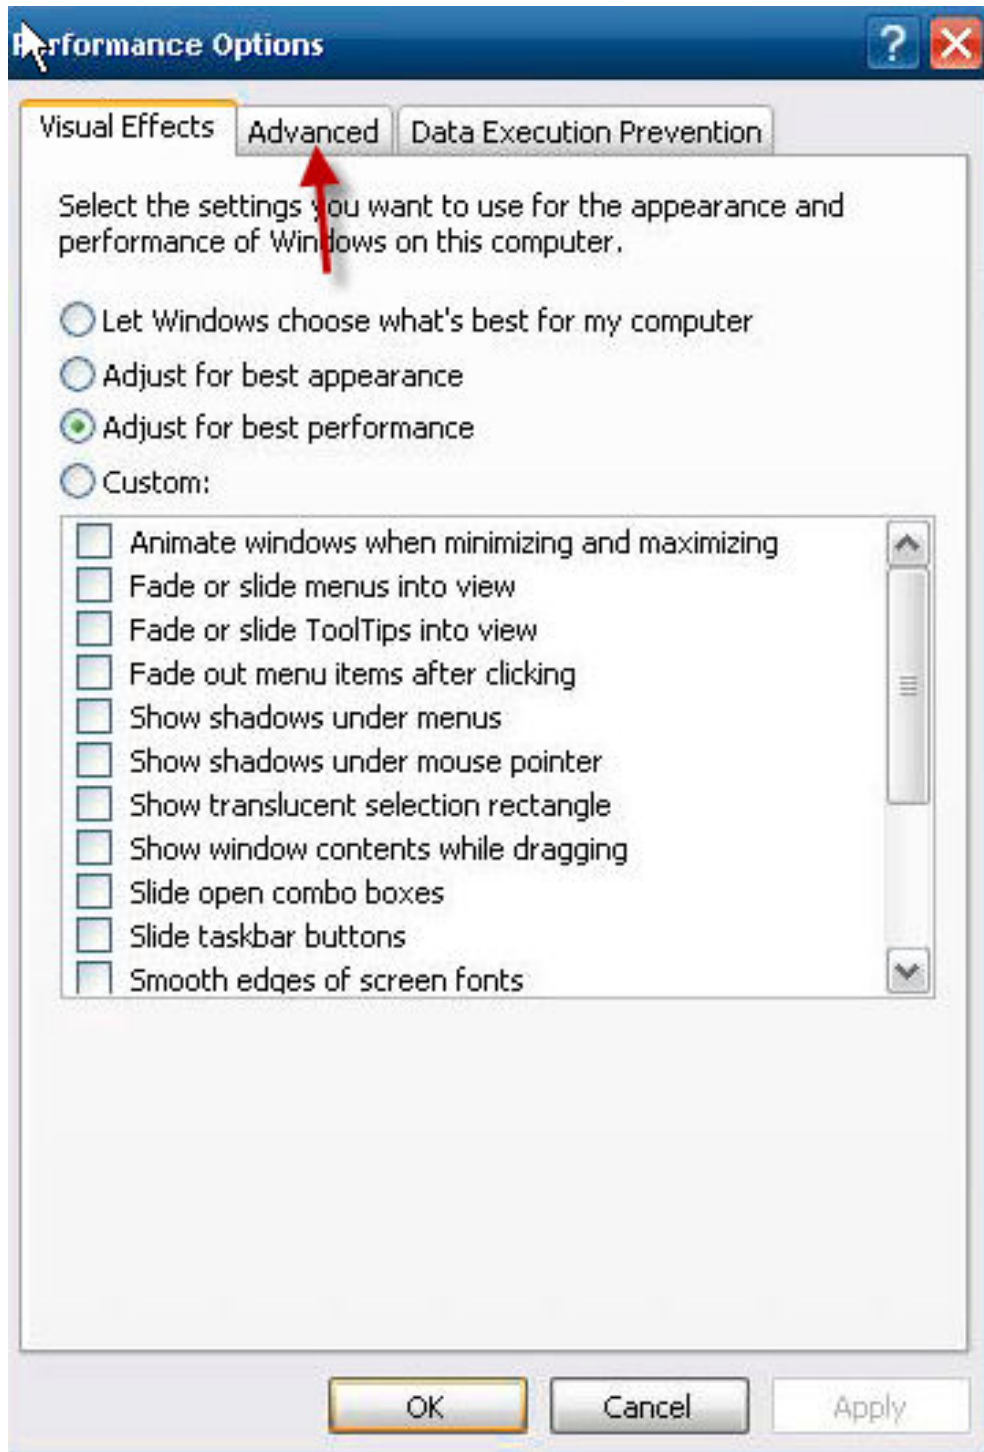 Performance Options
Visual Effects
Advanced
Data Execution Prevention
Select the settings you want to use for the appearance and
performance of Windows on this computer.
Let Windows choose what's best for my computer
Adjust for best appearance
Adjust for best performance
Custom:
Animate windows when minimizing and maximizing
Fade or slide menus into view
Fade or slide ToolTips into view
Fade out menu items after clicking
Show shadows under menus
Show shadows under mouse pointer
Show translucent selection rectangle
Show window contents while dragging
Slide open combo boxes
Slide taskbar buttons
Smooth edges of screen fonts
OK
Cancel
Apply